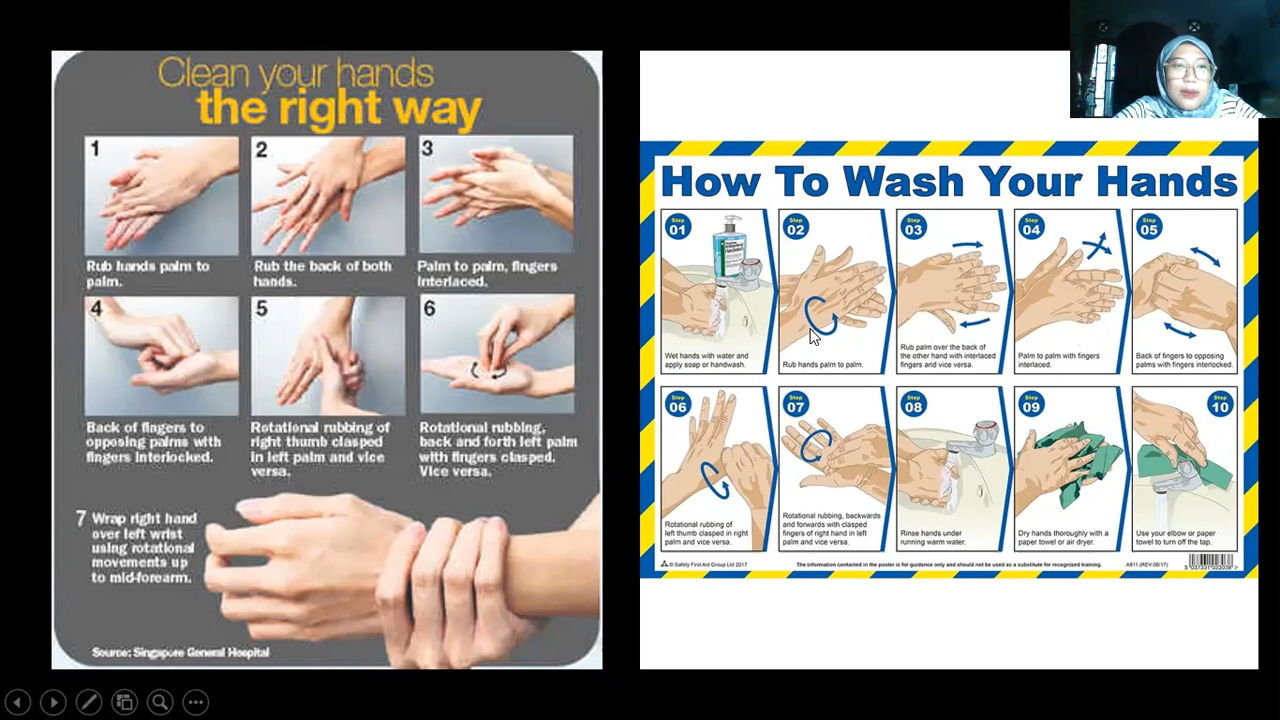 Clean your hands
the right way
1
Rub hands palm to
palm.
2
Rub the back of both
hands.
3
Palm to palm, fingers
interlaced.
4
Back of fingers to
opposing palms with
fingers interlocked.
5
Rotational rubbing of
right thumb clasped
in left palm and vice
versa.
6
Rotational rubbing,
back and forth left palm
with fingers clasped.
Vice versa.
7 Wrap right hand
over left wrist
using rotational
movements up
to mid-forearm.
Source: Singapore General Hospital
How To Wash Your Hands
Step
01
Wet hands with water and
apply soap or handwash.
Step
02
Rub hands palm to palm.
Step
03
Rub palm over the back of
the other hand with interlaced
fingers and vice versa.
Step
04
Palm to palm with fingers
interlaced.
Step
05
Back of fingers to opposing
palms with fingers interlocked.
Step
06
Rotational rubbing of
left thumb clasped in right
palm and vice versa.
Step
07
Rotational rubbing, backwards
and forwards with clasped
fingers of right hand in left
palm and vice versa.
Step
08
Rinse hands under
running warm water.
Step
09
Dry hands thoroughly with a
paper towel or air dryer.
Step
10
Use your elbow or paper
towel to turn off the tap.
© Safety First Aid Group Ltd 2017
The information contained in the poster is for guidance only and should not be used as a substitute for recognised training.
A811 (REV.08/17)